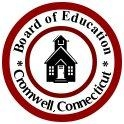 Board of Education
* Cromwell, Connecticut *